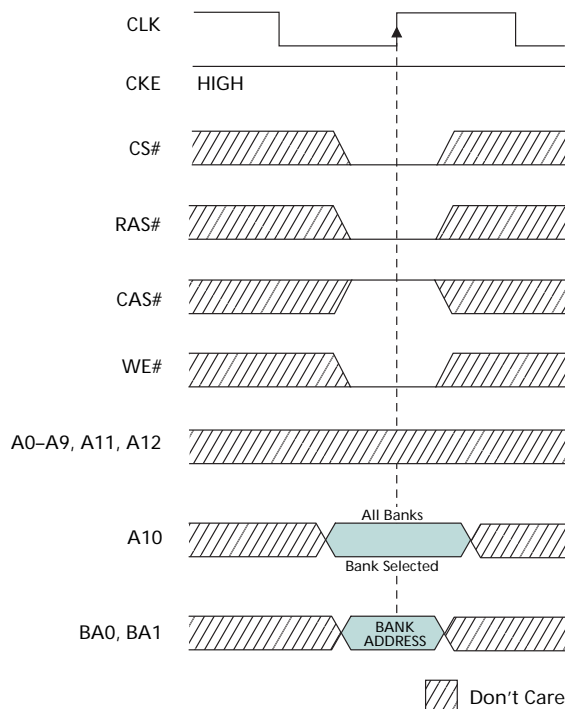 CLK
CKE HIGH
CS#
RAS#
CAS#
WE#
A0–A9, A11, A12
All Banks
A10
Bank Selected
BA0, BA1
BANK
ADDRESS
Don't Care